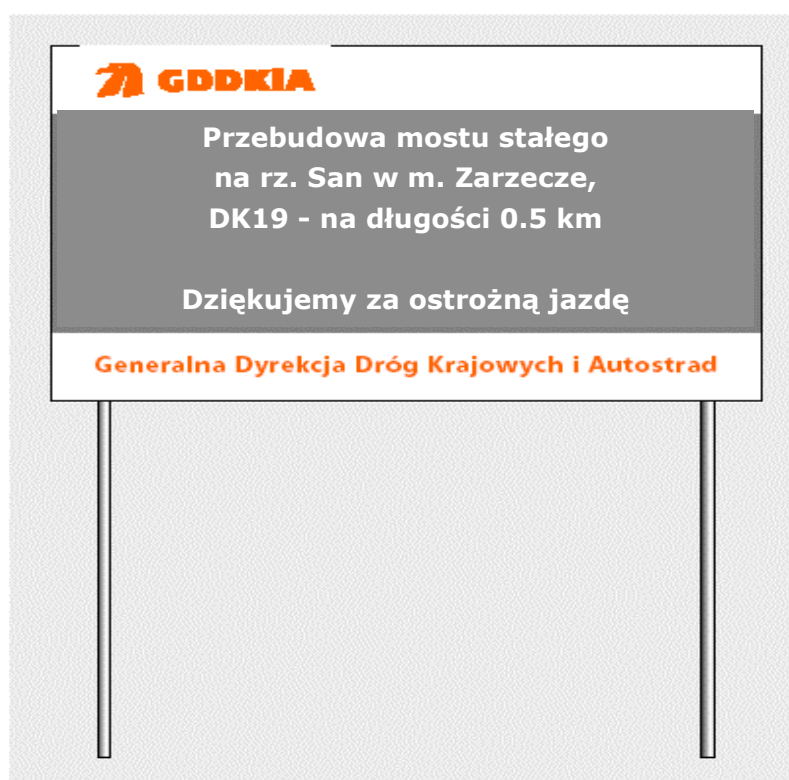 GDDKiA
Przebudowa mostu stałego
na rz. San w m. Zarzecze,
DK19 - na długości 0.5 km
Dziękujemy za ostrożną jazdę
Generalna Dyrekcja Dróg Krajowych i Autostrad